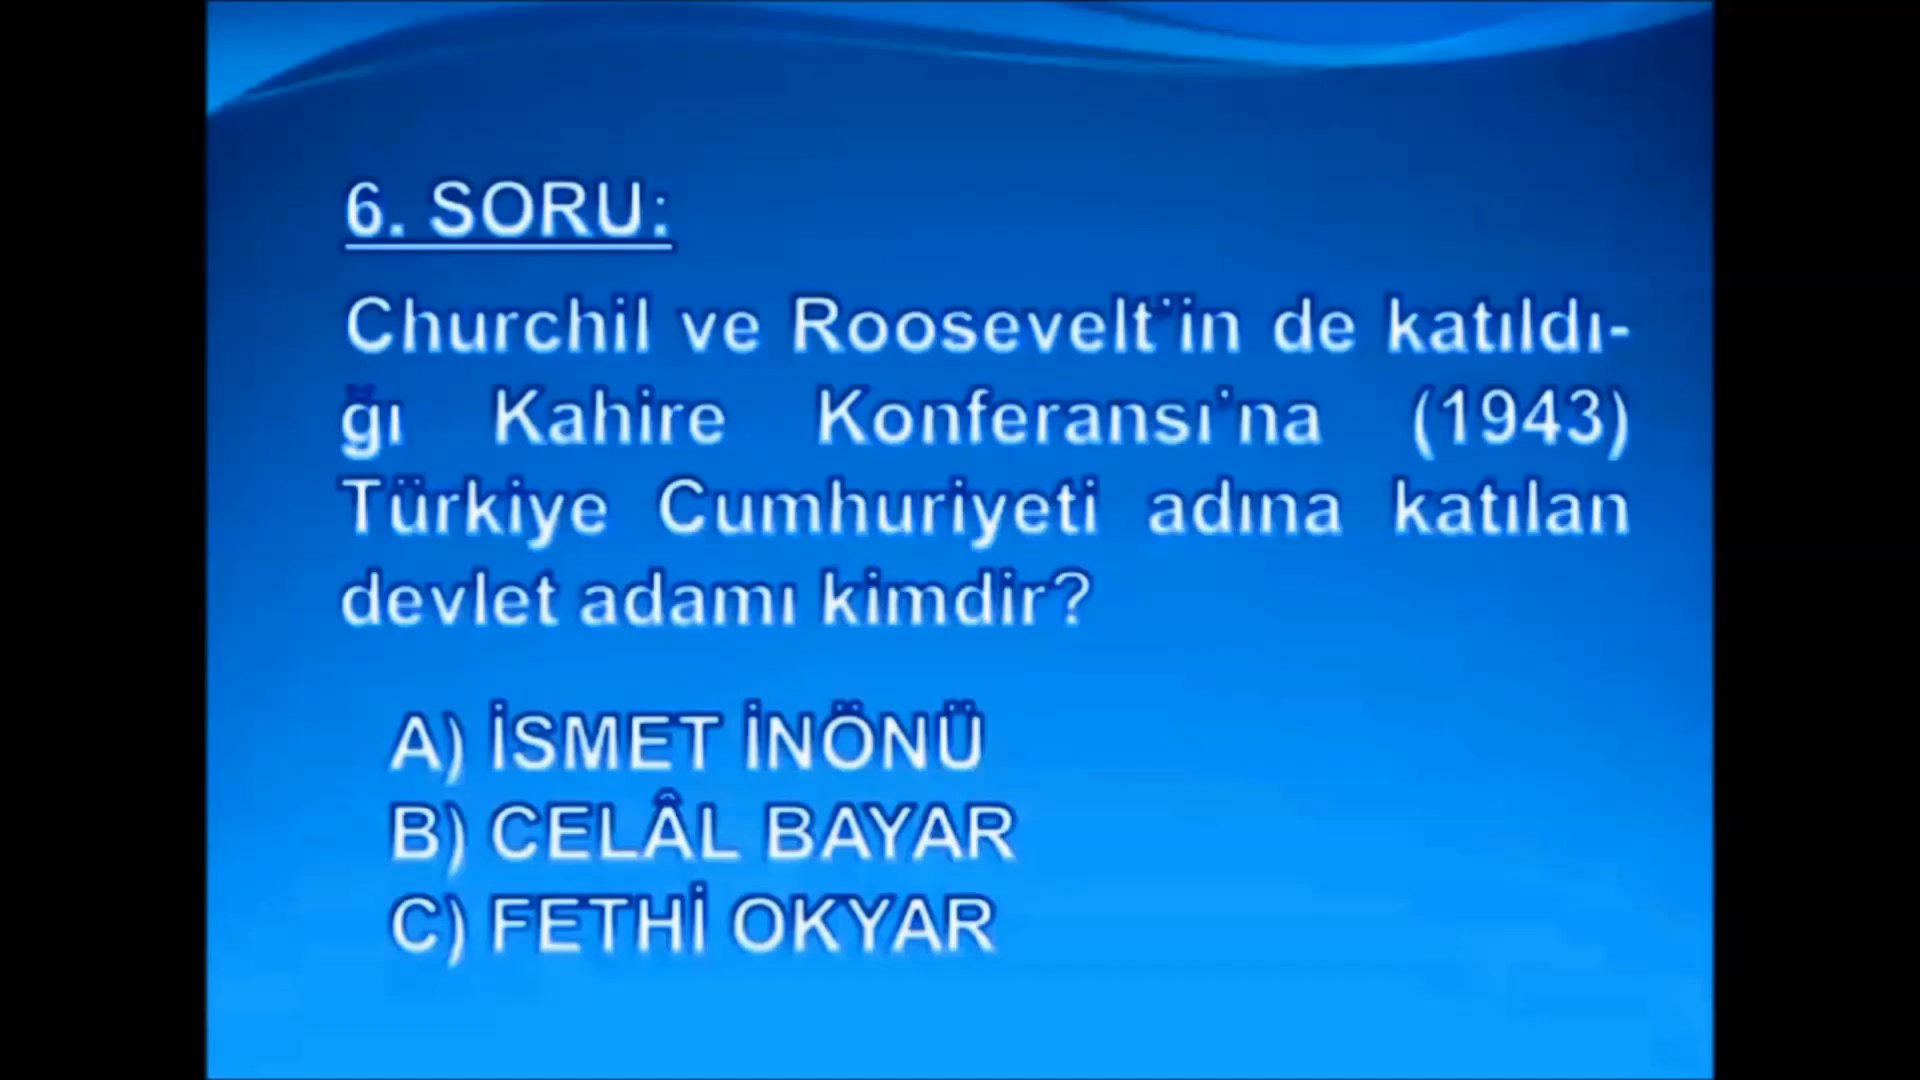 6. SORU:
Churchil ve Roosevelt'in de katıldı-
ğı Kahire Konferansı'na (1943)
Türkiye Cumhuriyeti adına katılan
devlet adamı kimdir?
A) İSMET İNÖNÜ
B) CELÂL BAYAR
C) FETHİ OKYAR